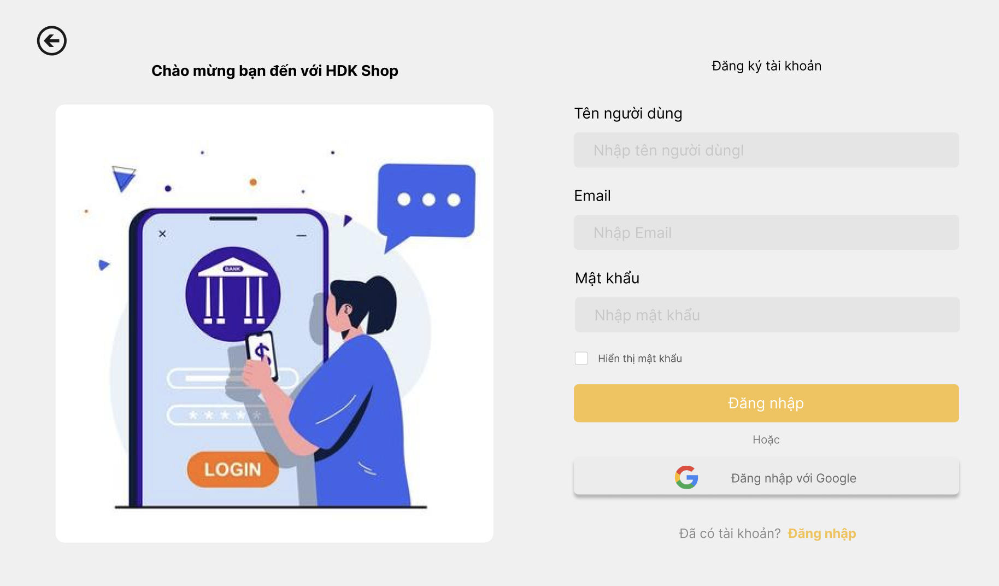 Chào mừng bạn đến với HDK Shop
BANK
$
* * * * *
LOGIN
Đăng ký tài khoản
Tên người dùng
Nhập tên người dùngl
Email
Nhập Email
Mật khẩu
Nhập mật khẩu
Hiển thị mật khẩu
Đăng nhập
Hoặc
Đăng nhập với Google
Đã có tài khoản? Đăng nhập